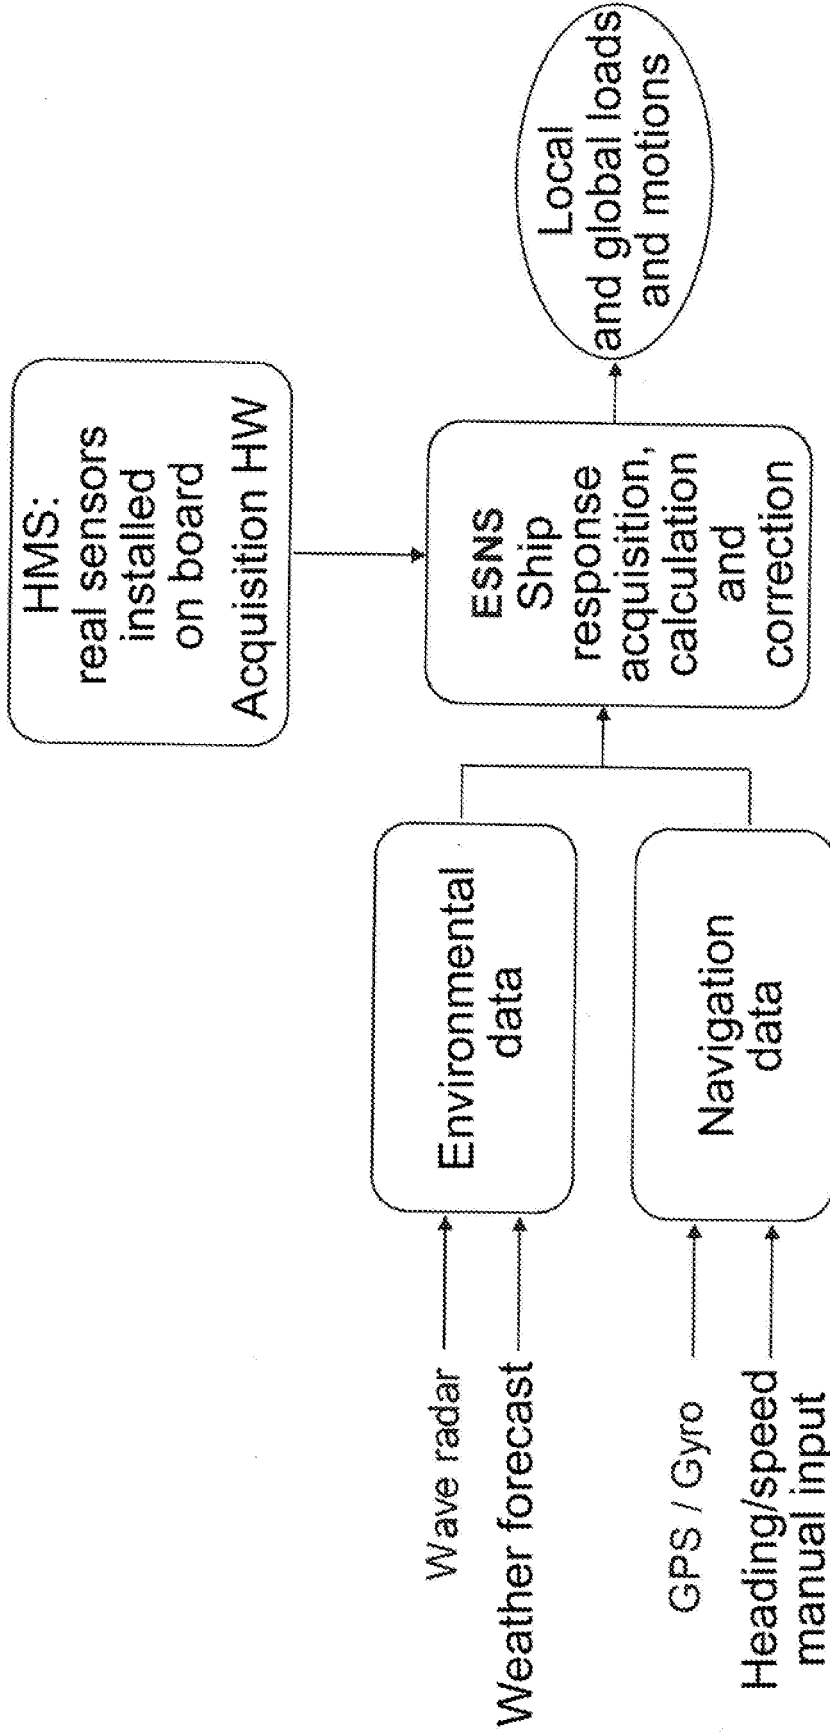 HMS:
real sensors
installed
on board
Acquisition HW
Wave radar
Weather forecast
Environmental
data
GPS / Gyro
Heading/speed
manual input
Navigation
data
ESNS
Ship
response
acquisition,
calculation
and
correction
Local
and global loads
and motions